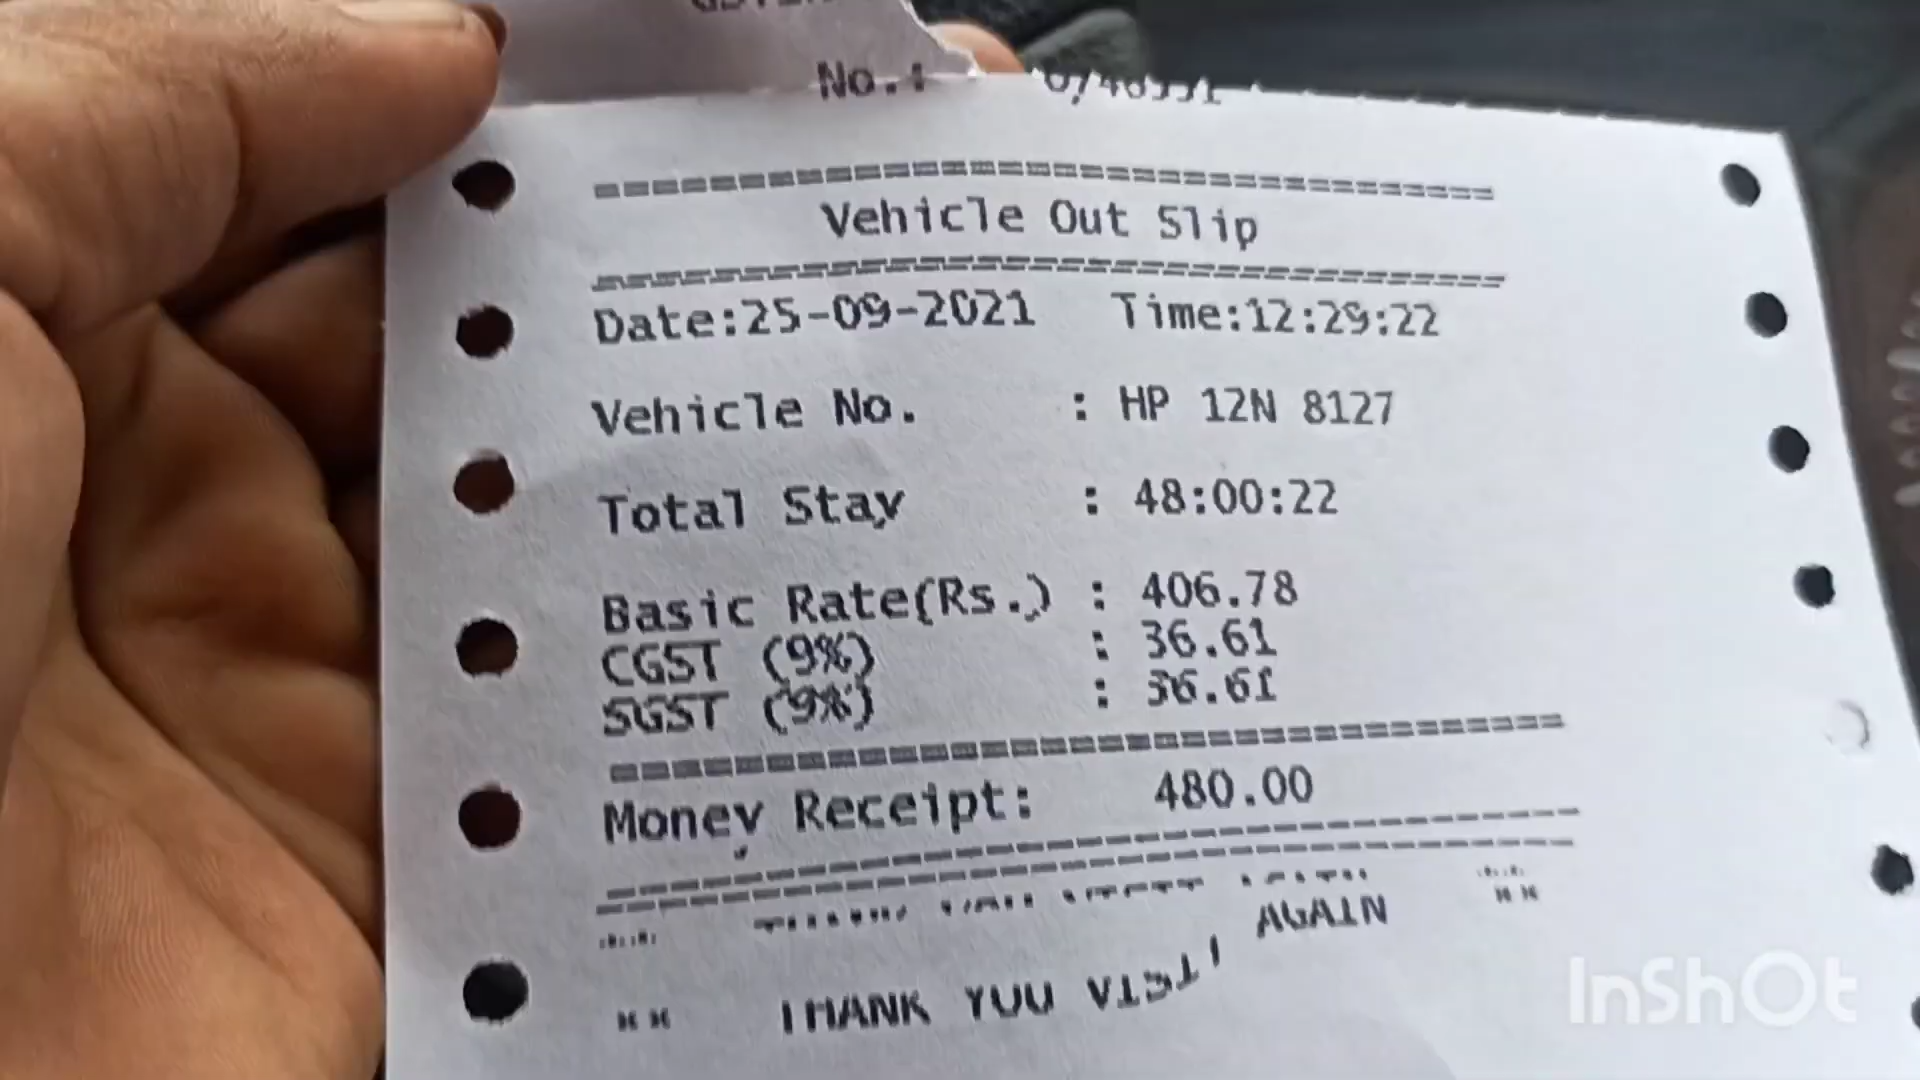 No.:
================================
Vehicle Out Slip
================================
Date:25-09-2021 Time:12:29:22
Vehicle No. : HP 12N 8127
Total Stay : 48:00:22
Basic Rate(Rs.) : 406.78
CGST (9%) : 36.61
SGST (9%) : 36.61
================================
Money Receipt: 480.00
================================
THANK YOU VISIT AGAIN
InShOt